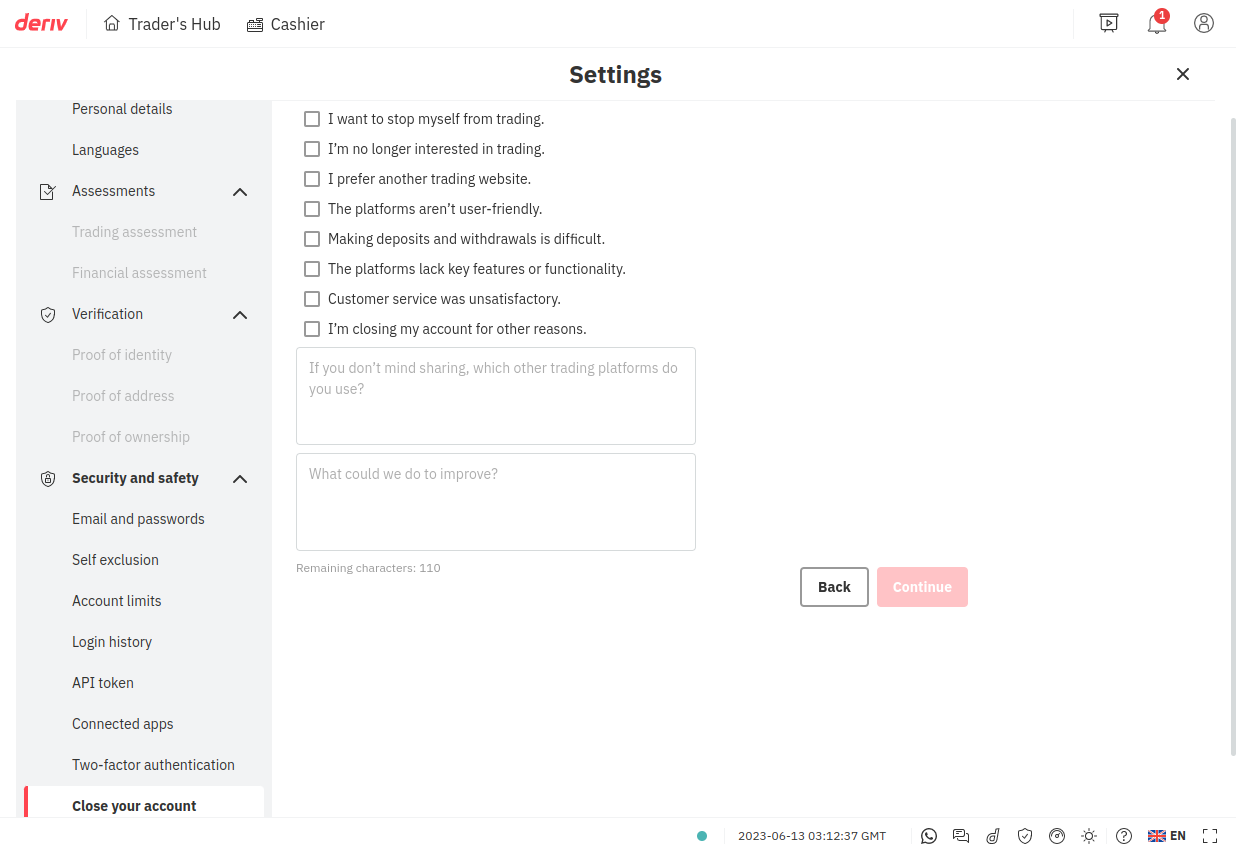 deriv
Trader's Hub
Cashier
1
Settings
Personal details
Languages
Assessments
Trading assessment
Financial assessment
Verification
Proof of identity
Proof of address
Proof of ownership
Security and safety
Email and passwords
Self exclusion
Account limits
Login history
API token
Connected apps
Two-factor authentication
Close your account
I want to stop myself from trading.
I’m no longer interested in trading.
I prefer another trading website.
The platforms aren’t user-friendly.
Making deposits and withdrawals is difficult.
The platforms lack key features or functionality.
Customer service was unsatisfactory.
I’m closing my account for other reasons.
If you don’t mind sharing, which other trading platforms do
you use?
What could we do to improve?
Remaining characters: 110
Back
Continue
2023-06-13 03:12:37 GMT
EN